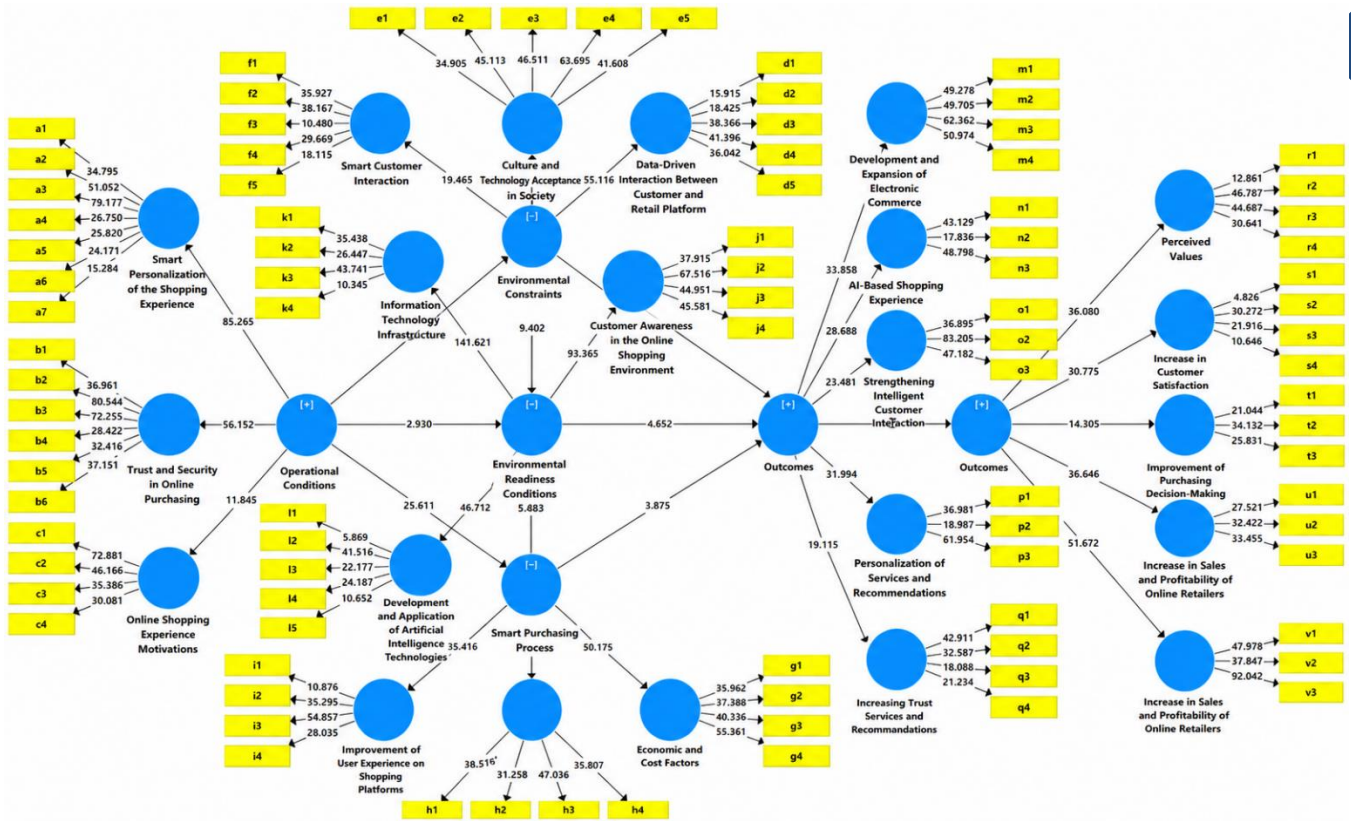 e1
e2
e3
e4
e5
34.905
45.113
46.511
63.695
41.608
f1
f2
f3
f4
f5
35.927
38.167
10.480
29.669
18.115
Smart Customer
Interaction
Culture and
Technology Acceptance
in Society
d1
d2
d3
d4
d5
15.915
18.425
38.366
41.396
36.042
Data-Driven
Interaction Between
Customer and
Retail Platform
19.465
55.116
[-]
Environmental
Constraints
m1
m2
m3
m4
49.278
49.705
62.362
50.974
Development and
Expansion of
Electronic
Commerce
a1
a2
a3
a4
a5
a6
a7
34.795
51.052
79.177
26.750
25.820
24.171
15.284
Smart
Personalization
of the Shopping
Experience
85.265
k1
k2
k3
k4
35.438
26.447
43.741
10.345
Information
Technology
Infrastructure
141.621
9.402
93.365
j1
j2
j3
j4
37.915
67.516
44.951
45.581
Customer Awareness
in the Online
Shopping
Environment
n1
n2
n3
43.129
17.836
48.798
AI-Based Shopping
Experience
33.858
28.688
23.481
o1
o2
o3
36.895
83.205
47.182
Strengthening
Intelligent
Customer
Interaction
r1
r2
r3
r4
12.861
46.787
44.687
30.641
Perceived
Values
36.080
s1
s2
s3
s4
4.826
30.272
21.916
10.646
Increase in
Customer
Satisfaction
30.775
b1
b2
b3
b4
b5
b6
36.961
80.544
72.255
28.422
32.416
37.151
Trust and Security
in Online
Purchasing
56.152
[+]
Operational
Conditions
2.930
[-]
Environmental
Readiness
Conditions
4.652
[+]
Outcomes
[+]
Outcomes
14.305
t1
t2
t3
21.044
34.132
25.831
Improvement of
Purchasing
Decision-Making
11.845
25.611
46.712
5.883
3.875
31.994
19.115
36.646
51.672
c1
c2
c3
c4
72.881
46.166
35.386
30.081
Online Shopping
Experience
Motivations
l1
l2
l3
l4
l5
5.869
41.516
22.177
24.187
10.652
Development
and Application
of Artificial
Intelligence
Technologies
[-]
Smart Purchasing
Process
35.416
50.175
p1
p2
p3
36.981
18.987
61.954
Personalization of
Services and
Recommendations
u1
u2
u3
27.521
32.422
33.455
Increase in Sales
and Profitability of
Online Retailers
i1
i2
i3
i4
10.876
35.295
54.857
28.035
Improvement of
User Experience on
Shopping
Platforms
38.516
31.258
47.036
35.807
h1
h2
h3
h4
g1
g2
g3
g4
35.962
37.388
40.336
55.361
Economic and
Cost Factors
q1
q2
q3
q4
42.911
32.587
18.088
21.234
Increasing Trust
Services and
Recommandations
v1
v2
v3
47.978
37.847
92.042
Increase in Sales
and Profitability of
Online Retailers